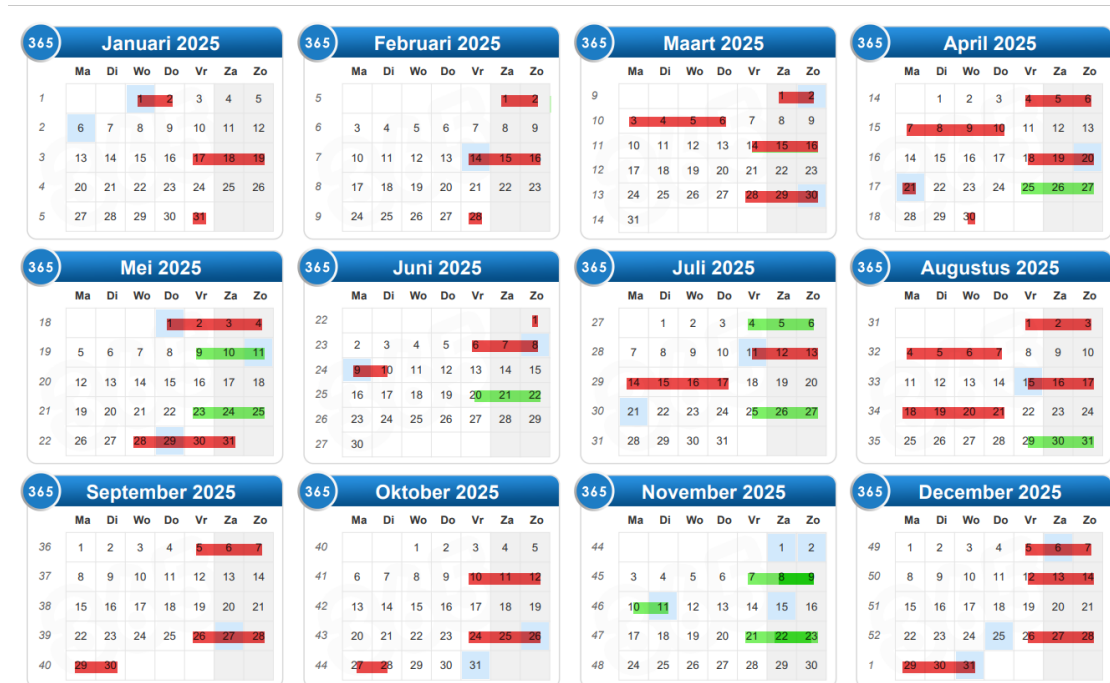 365 Januari 2025 365 Februari 2025 365 Maart 2025 365 April 2025
Ma Di Wo Do Vr Za Zo Ma Di Wo Do Vr Za Zo Ma Di Wo Do Vr Za Zo Ma Di Wo Do Vr Za Zo
1 1 2 3 4 5 5 1 2 9 1 2 14 1 2 3 4 5 6
2 6 7 8 9 10 11 12 6 3 4 5 6 7 8 9 10 3 4 5 6 7 8 9 15 7 8 9 10 11 12 13
3 13 14 15 16 17 18 19 7 10 11 12 13 14 15 16 11 10 11 12 13 14 15 16 16 14 15 16 17 18 19 20
4 20 21 22 23 24 25 26 8 17 18 19 20 21 22 23 12 17 18 19 20 21 22 23 17 21 22 23 24 25 26 27
5 27 28 29 30 31 9 24 25 26 27 28 13 24 25 26 27 28 29 30 18 28 29 30
14 31
365 Mei 2025 365 Juni 2025 365 Juli 2025 365 Augustus 2025
Ma Di Wo Do Vr Za Zo Ma Di Wo Do Vr Za Zo Ma Di Wo Do Vr Za Zo Ma Di Wo Do Vr Za Zo
18 1 2 3 4 22 1 27 1 2 3 4 5 6 31 1 2 3
19 5 6 7 8 9 10 11 23 2 3 4 5 6 7 8 28 7 8 9 10 11 12 13 32 4 5 6 7 8 9 10
20 12 13 14 15 16 17 18 24 9 10 11 12 13 14 15 29 14 15 16 17 18 19 20 33 11 12 13 14 15 16 17
21 19 20 21 22 23 24 25 25 16 17 18 19 20 21 22 30 21 22 23 24 25 26 27 34 18 19 20 21 22 23 24
22 26 27 28 29 30 31 26 23 24 25 26 27 28 29 31 28 29 30 31 35 25 26 27 28 29 30 31
27 30
365 September 2025 365 Oktober 2025 365 November 2025 365 December 2025
Ma Di Wo Do Vr Za Zo Ma Di Wo Do Vr Za Zo Ma Di Wo Do Vr Za Zo Ma Di Wo Do Vr Za Zo
36 1 2 3 4 5 6 7 40 1 2 3 4 5 44 1 2 49 1 2 3 4 5 6 7
37 8 9 10 11 12 13 14 41 6 7 8 9 10 11 12 45 3 4 5 6 7 8 9 50 8 9 10 11 12 13 14
38 15 16 17 18 19 20 21 42 13 14 15 16 17 18 19 46 10 11 12 13 14 15 16 51 15 16 17 18 19 20 21
39 22 23 24 25 26 27 28 43 20 21 22 23 24 25 26 47 17 18 19 20 21 22 23 52 22 23 24 25 26 27 28
40 29 30 44 27 28 29 30 31 48 24 25 26 27 28 29 30 1 29 30 31